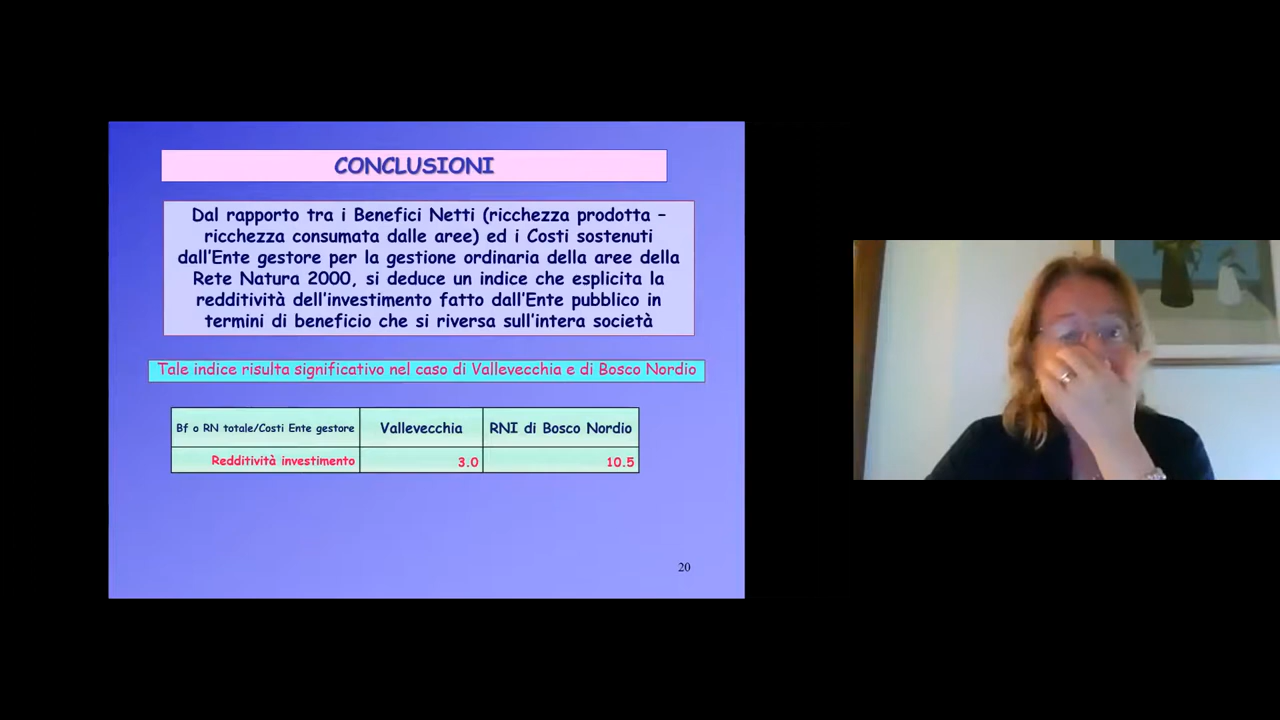 CONCLUSIONI
Dal rapporto tra i Benefici Netti (ricchezza prodotta –
ricchezza consumata dalle aree) ed i Costi sostenuti
dall'Ente gestore per la gestione ordinaria della aree della
Rete Natura 2000, si deduce un indice che esplicita la
redditività dell'investimento fatto dall'Ente pubblico in
termini di beneficio che si riversa sull'intera società
Tale indice risulta significativo nel caso di Vallevecchia e di Bosco Nordio
Bf o RN totale/Costi Ente gestore Vallevecchia RNI di Bosco Nordio
Redditività investimento 3.0 10.5
20